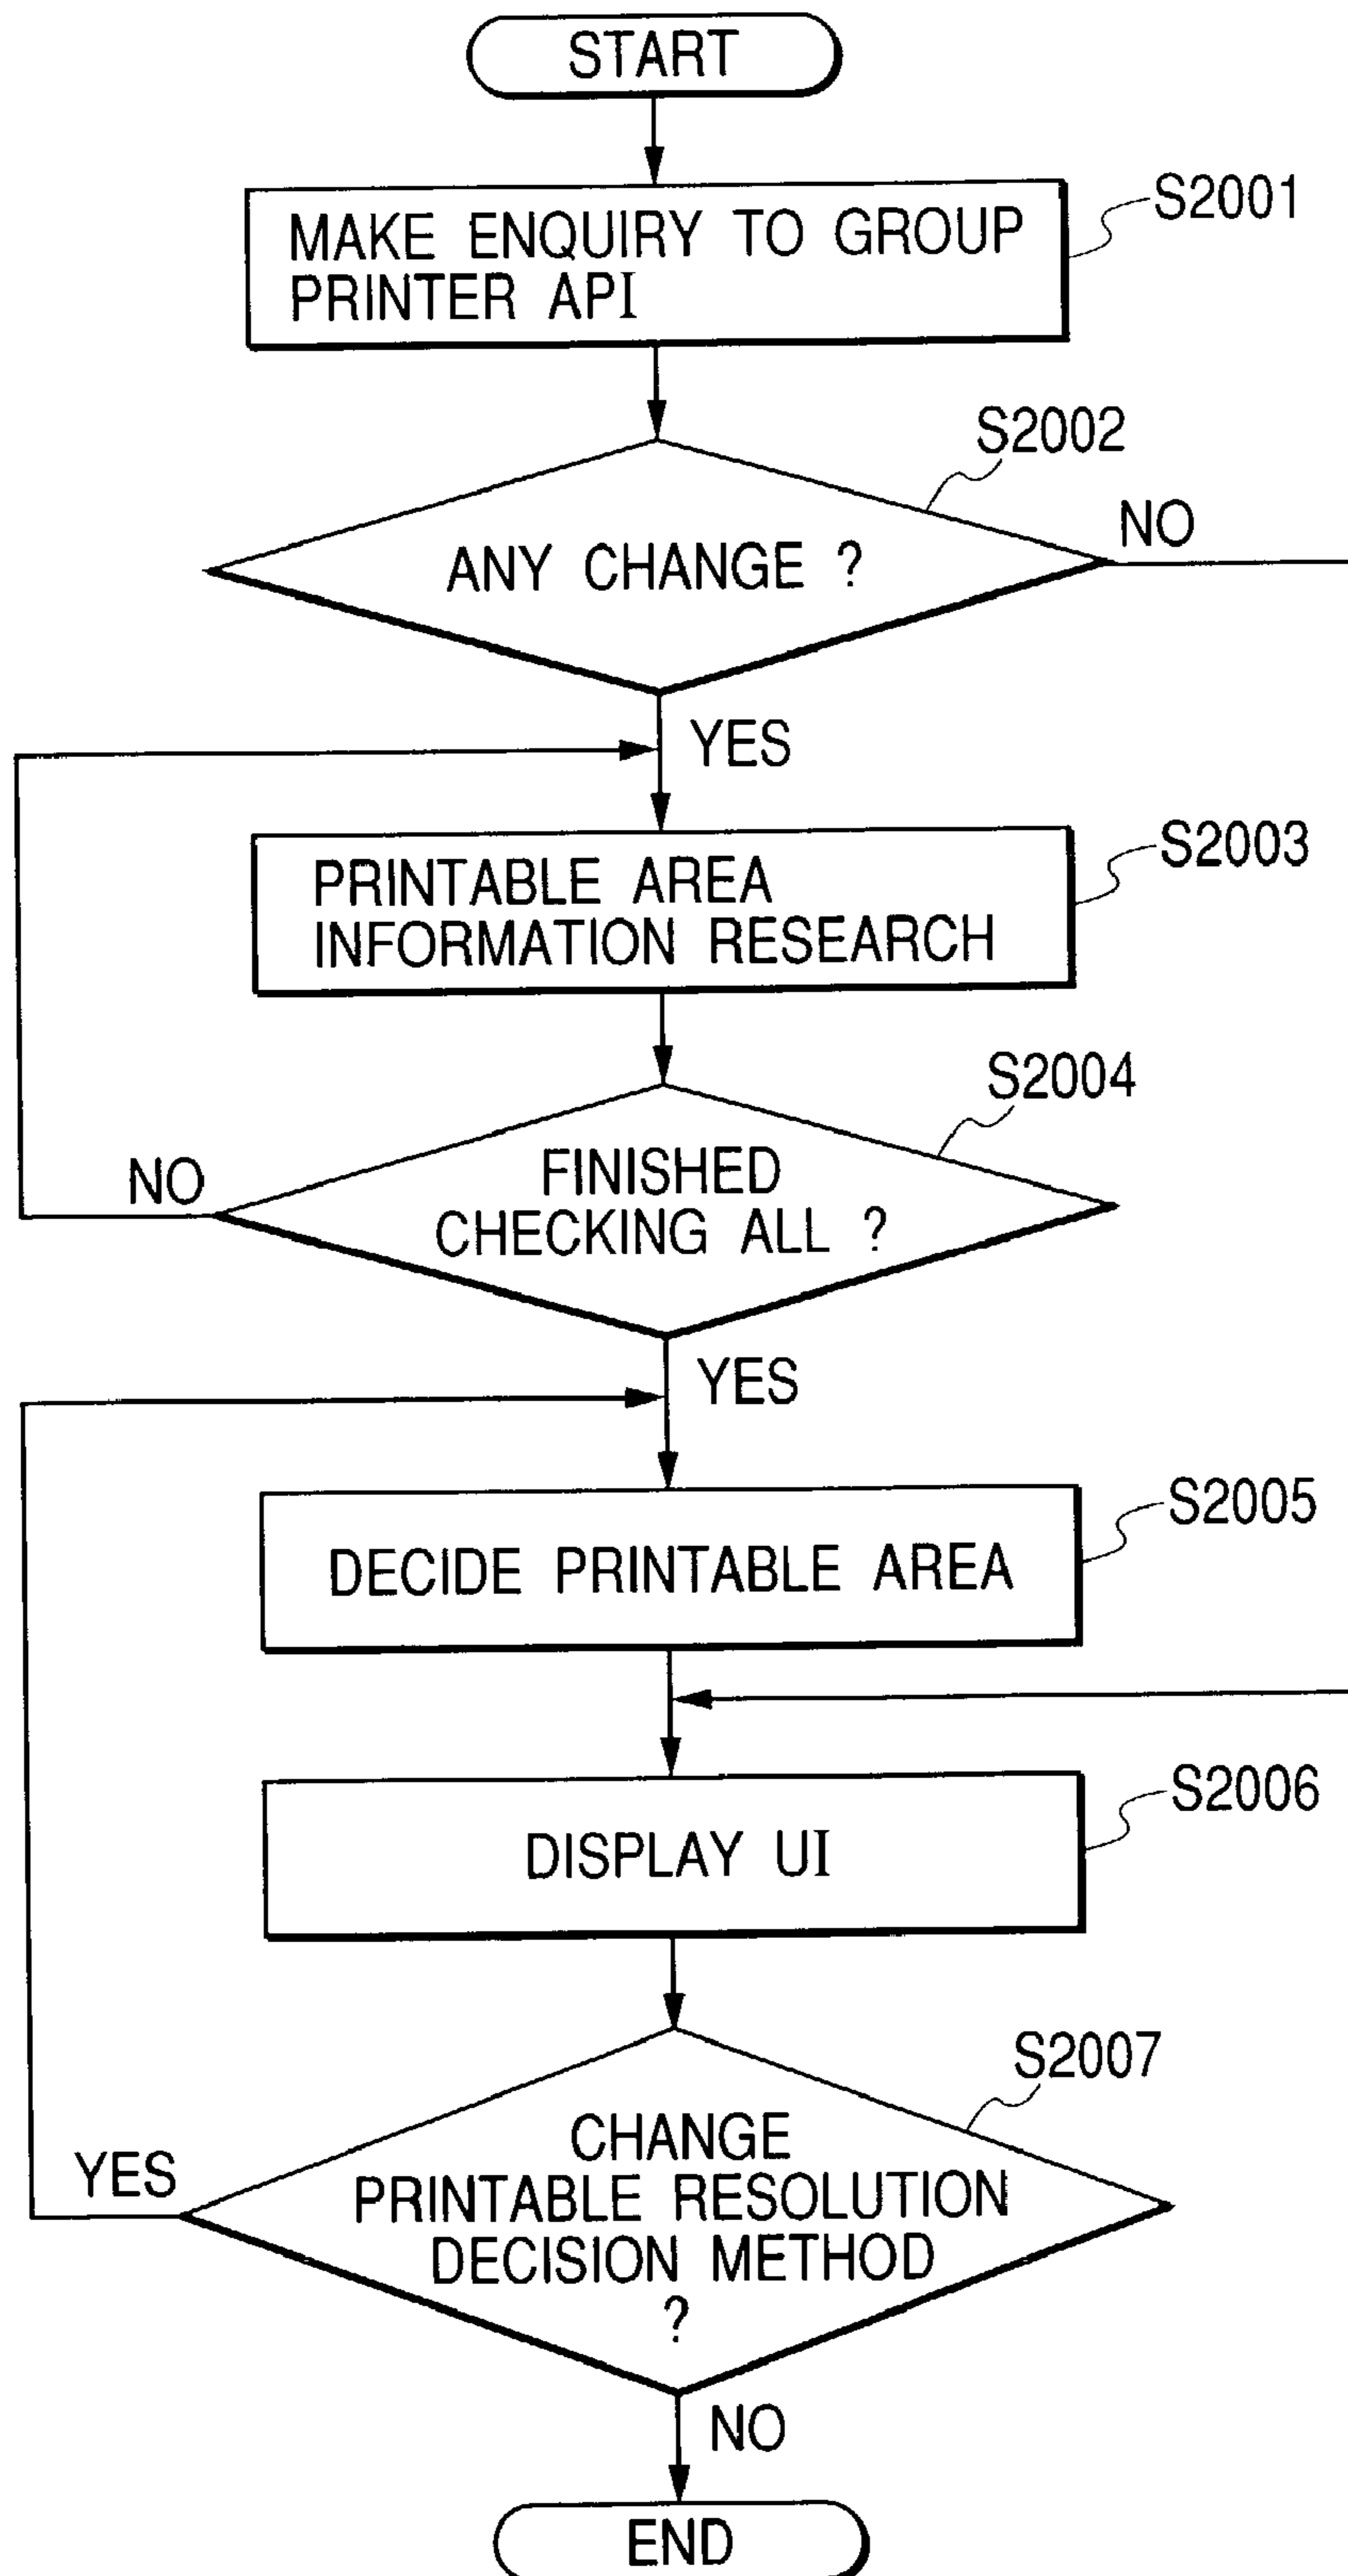 START
MAKE ENQUIRY TO GROUP
PRINTER API
S2001
S2002
ANY CHANGE ?
NO
YES
PRINTABLE AREA
INFORMATION RESEARCH
S2003
S2004
FINISHED
CHECKING ALL ?
NO
YES
DECIDE PRINTABLE AREA
S2005
DISPLAY UI
S2006
S2007
CHANGE
PRINTABLE RESOLUTION
DECISION METHOD
?
YES
NO
END